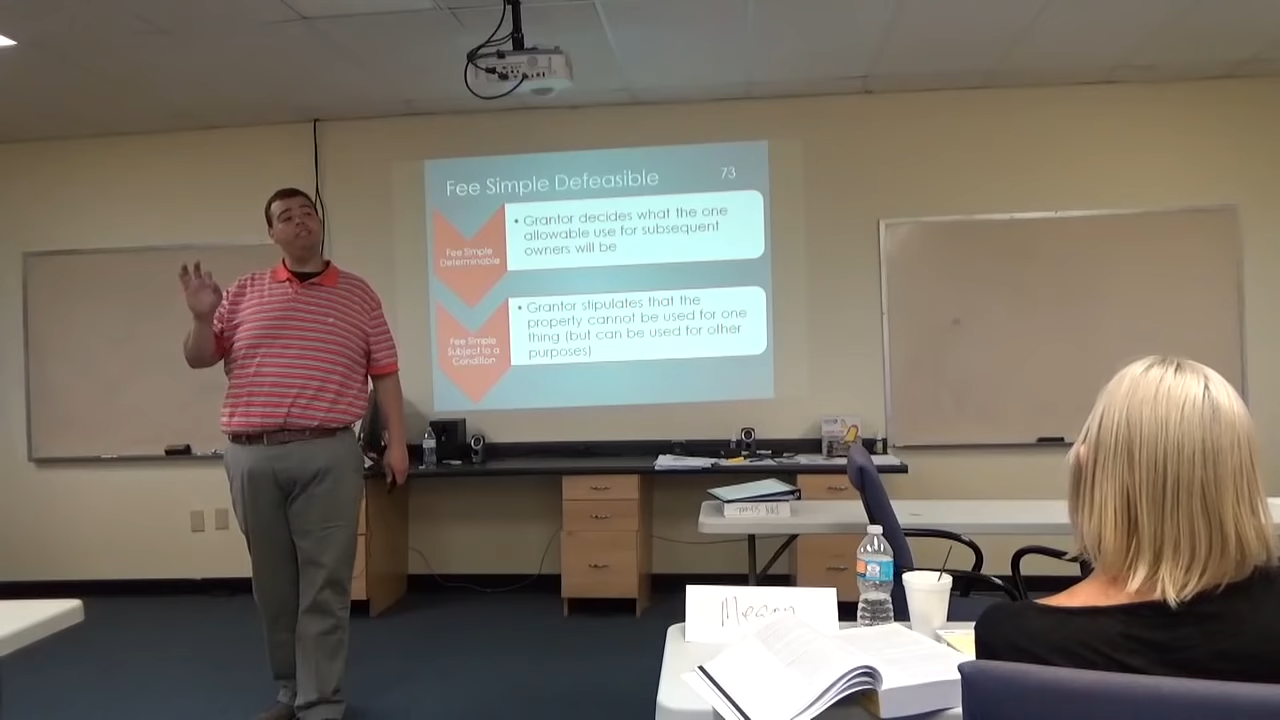 Fee Simple Defeasible
73
Fee Simple
Determinable
• Grantor decides what the one
allowable use for subsequent
owners will be
Fee Simple
Subject to a
Condition
• Grantor stipulates that the
property cannot be used for one
thing (but can be used for other
purposes)